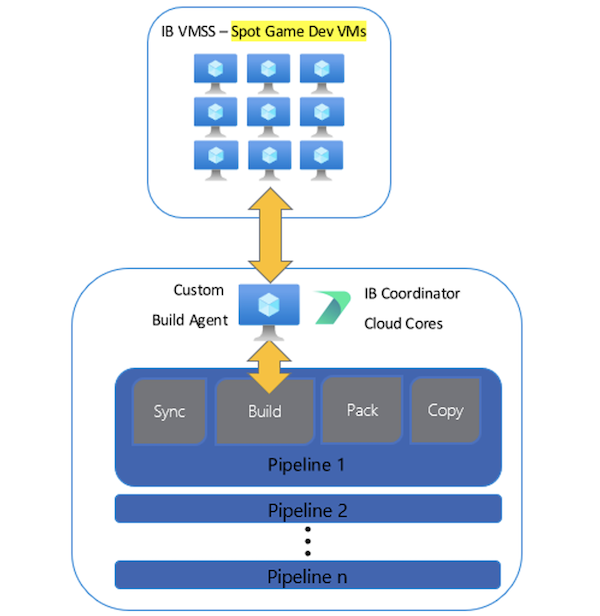 IB VMSS – Spot Game Dev VMs
Custom
Build Agent
IB Coordinator
Cloud Cores
Sync
Build
Pack
Copy
Pipeline 1
Pipeline 2
Pipeline n